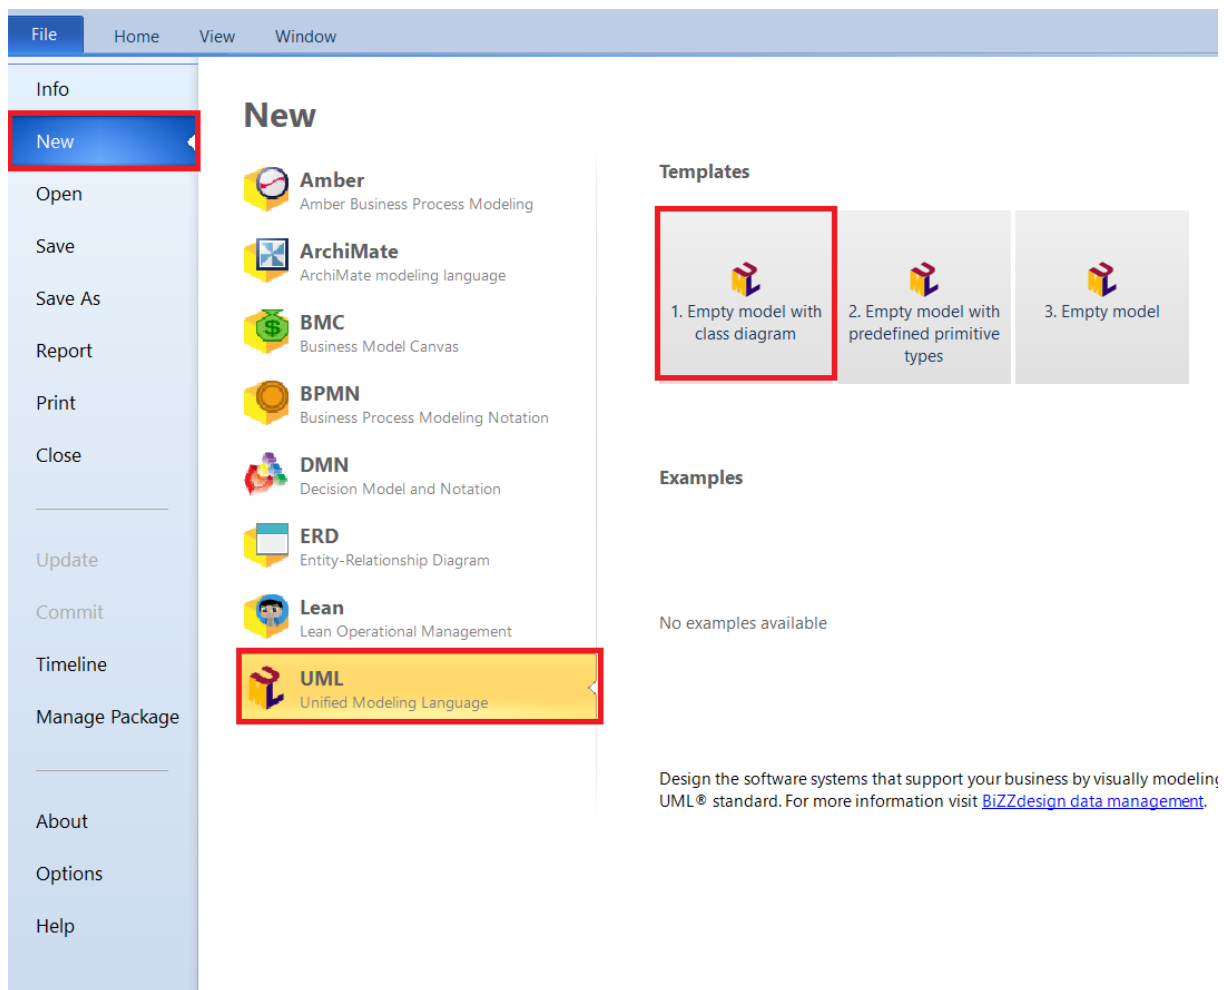 File Home View Window
Info
New
Open
Save
Save As
Report
Print
Close
Update
Commit
Timeline
Manage Package
About
Options
Help
New
Amber
Amber Business Process Modeling
ArchiMate
ArchiMate modeling language
BMC
Business Model Canvas
BPMN
Business Process Modeling Notation
DMN
Decision Model and Notation
ERD
Entity-Relationship Diagram
Lean
Lean Operational Management
UML
Unified Modeling Language
Templates
1. Empty model with
class diagram
2. Empty model with
predefined primitive
types
3. Empty model
Examples
No examples available
Design the software systems that support your business by visually modeling
UML® standard. For more information visit BiZZdesign data management.